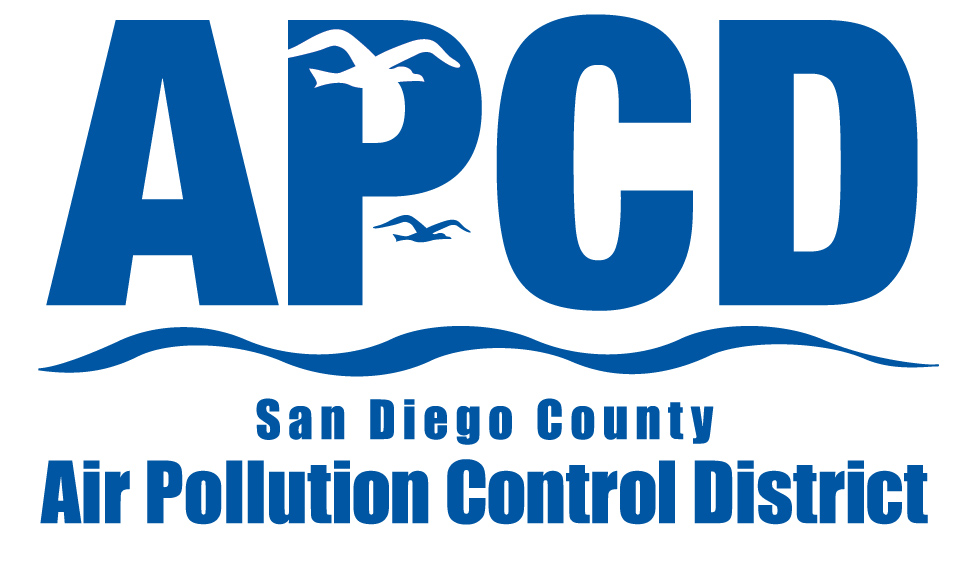 APCD
San Diego County
Air Pollution Control District